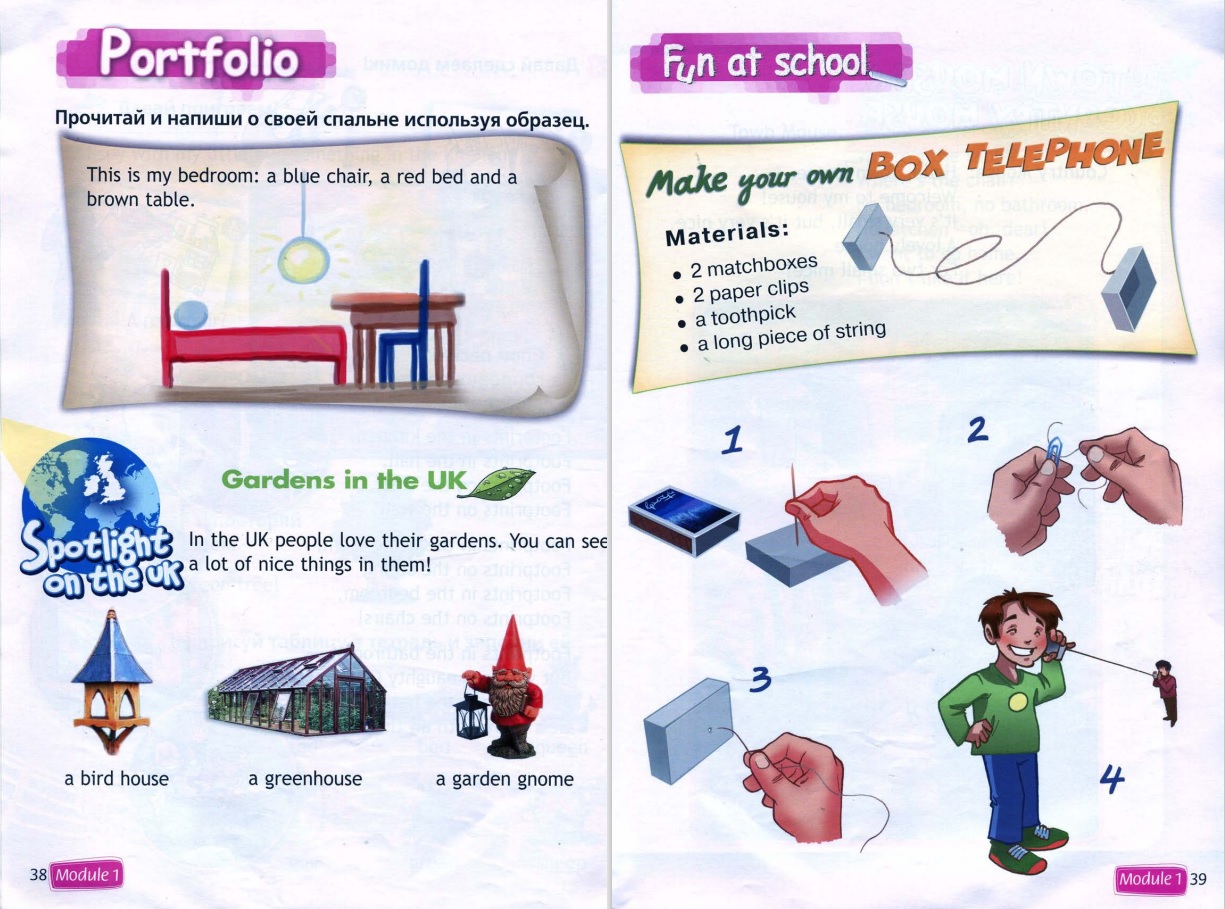 Portfolio
Прочитай и напиши о своей спальне используя образец.
This is my bedroom: a blue chair, a red bed and a
brown table.
Gardens in the UK
Spotlight
on the UK
In the UK people love their gardens. You can see
a lot of nice things in them!
a bird house
a greenhouse
a garden gnome
38 Module 1
Fun at school
Make your own BOX TELEPHONE
Materials:
• 2 matchboxes
• 2 paper clips
• a toothpick
• a long piece of string
1
2
3
4
Module 1 39